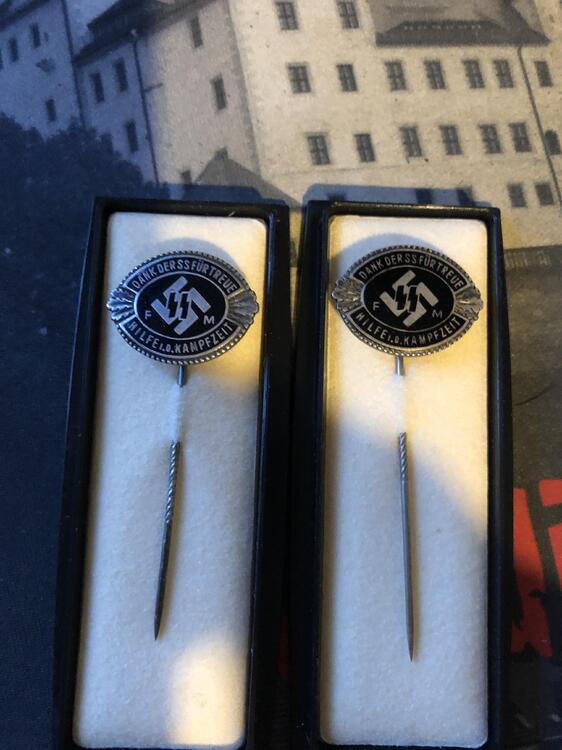 DANK DER SS FÜR TREUE
F M
HILFE i.D. KAMPFZEIT
DANK DER SS FÜR TREUE
F M
HILFE i.D. KAMPFZEIT